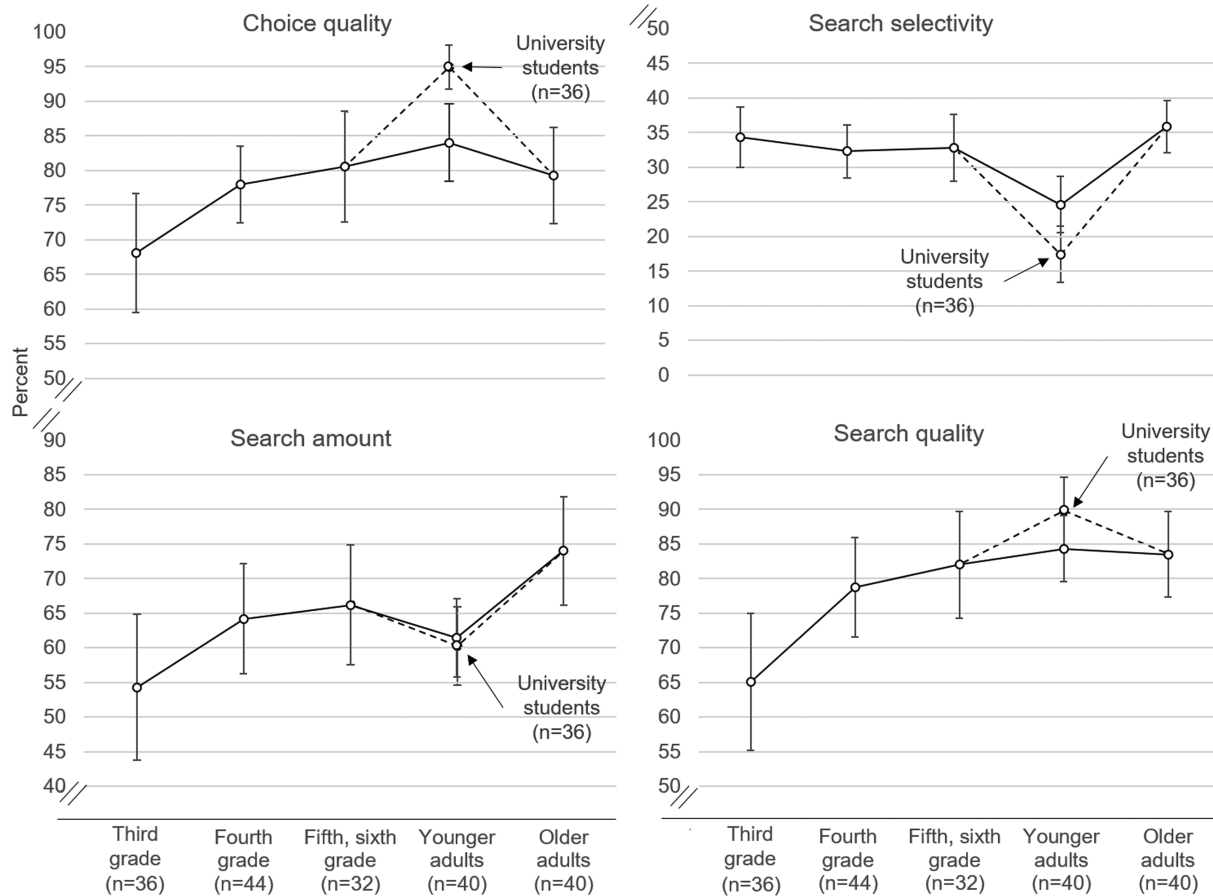 Choice quality
100
95
90
85
80
75
70
65
60
55
50
University
students
(n=36)
Search selectivity
50
45
40
35
30
25
20
15
10
5
0
University
students
(n=36)
Percent
Search amount
90
85
80
75
70
65
60
55
50
45
40
University
students
(n=36)
Third
grade
(n=36)
Fourth
grade
(n=44)
Fifth, sixth
grade
(n=32)
Younger
adults
(n=40)
Older
adults
(n=40)
Search quality
100
95
90
85
80
75
70
65
60
55
50
University
students
(n=36)
Third
grade
(n=36)
Fourth
grade
(n=44)
Fifth, sixth
grade
(n=32)
Younger
adults
(n=40)
Older
adults
(n=40)